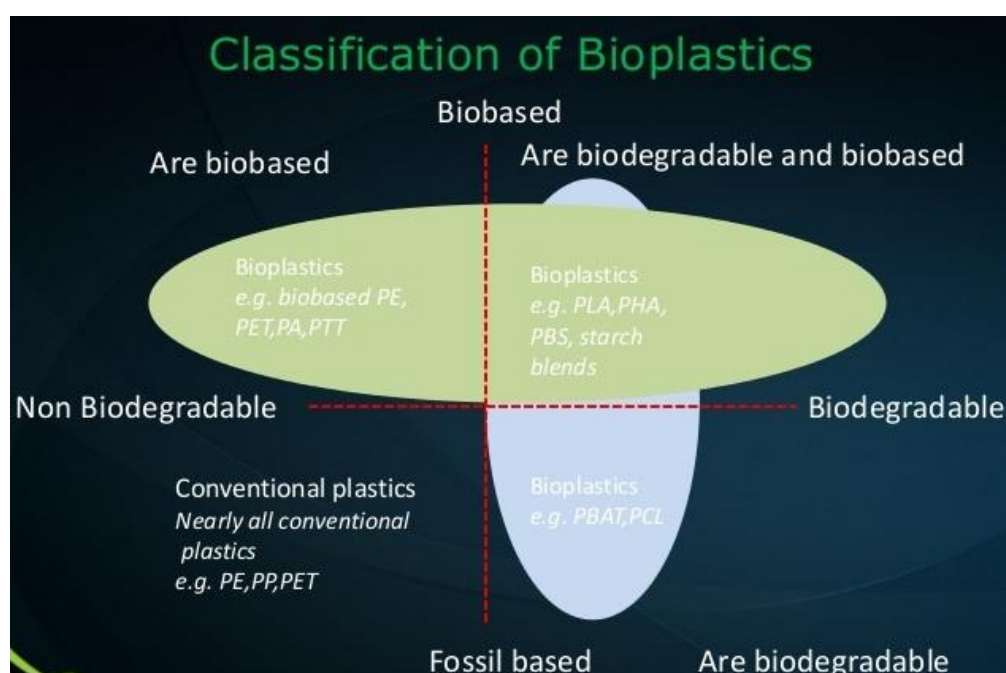 Classification of Bioplastics
Biobased
Are biobased
Are biodegradable and biobased
Bioplastics
e.g. biobased PE,
PET,PA,PTT
Bioplastics
e.g. PLA,PHA,
PBS, starch
blends
Non Biodegradable
Biodegradable
Conventional plastics
Nearly all conventional
plastics
e.g. PE,PP,PET
Bioplastics
e.g. PBAT,PCL
Fossil based
Are biodegradable